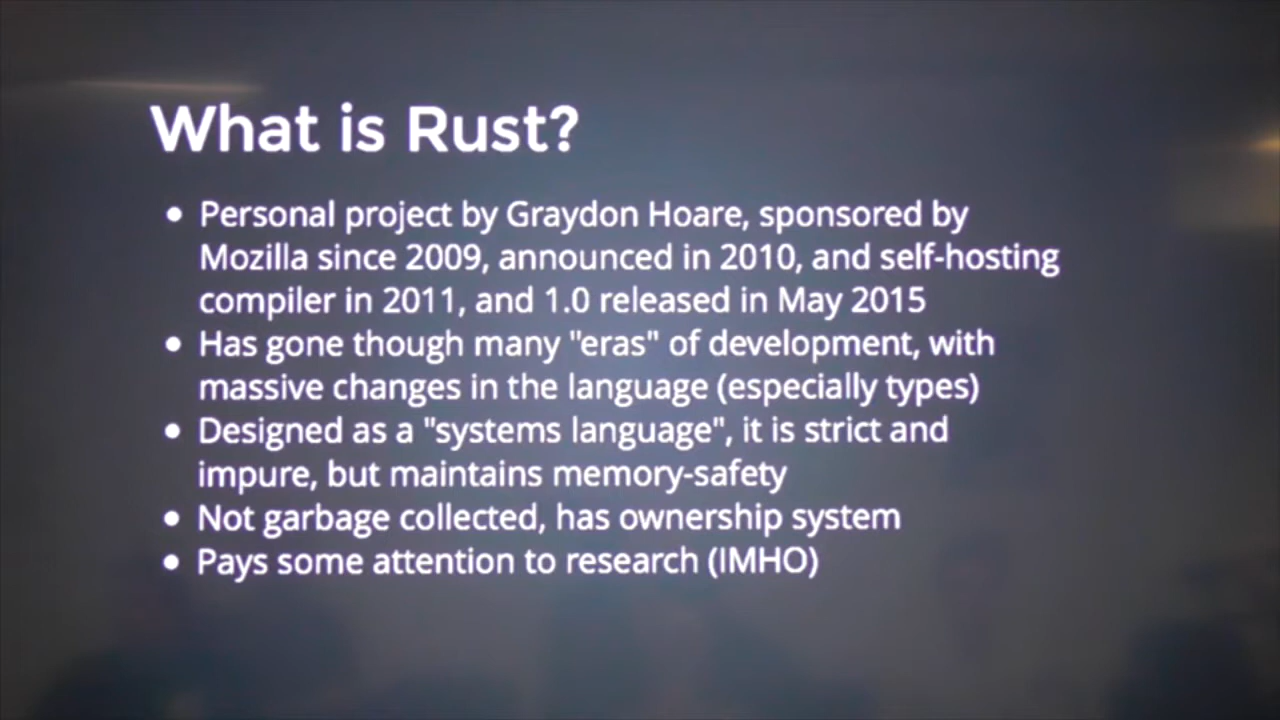 What is Rust?
• Personal project by Graydon Hoare, sponsored by
Mozilla since 2009, announced in 2010, and self-hosting
compiler in 2011, and 1.0 released in May 2015
• Has gone though many "eras" of development, with
massive changes in the language (especially types)
• Designed as a "systems language", it is strict and
impure, but maintains memory-safety
• Not garbage collected, has ownership system
• Pays some attention to research (IMHO)